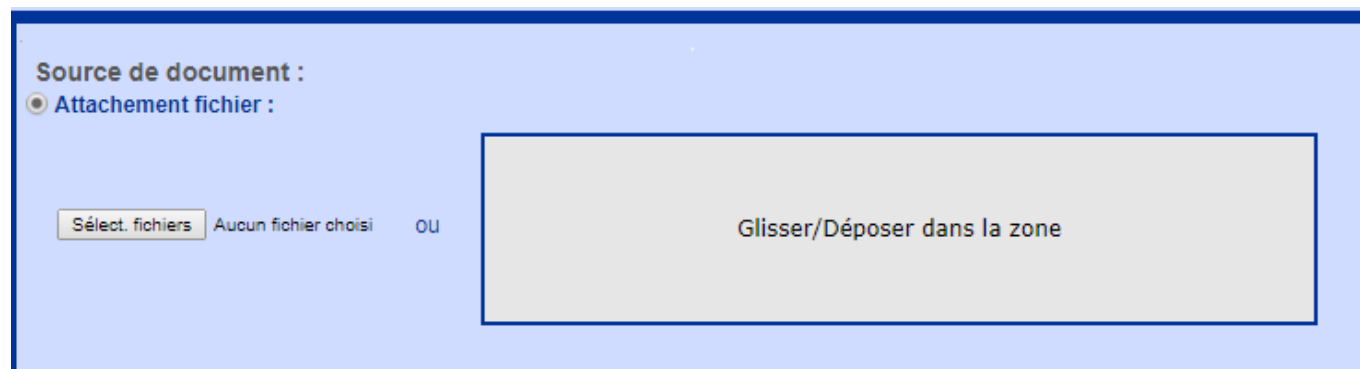 Source de document :
Attachement fichier :
Sélect. fichiers Aucun fichier choisi ou Glisser/Déposer dans la zone